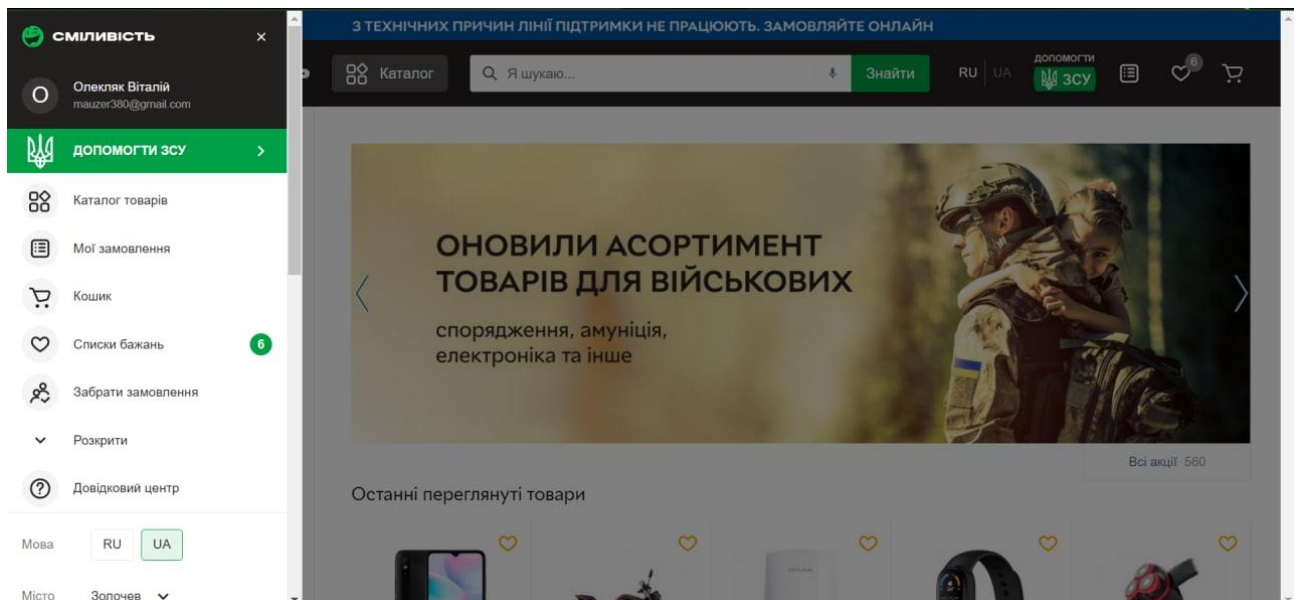 СМІЛИВІСТЬ
×
О
Олекляк Віталій
mauzer380@gmail.com
ДОПОМОГТИ ЗСУ
Каталог товарів
Мої замовлення
Кошик
Списки бажань
6
Забрати замовлення
Розкрити
Довідковий центр
Мова
RU
UA
Місто
Золочев
З ТЕХНІЧНИХ ПРИЧИН ЛІНІЇ ПІДТРИМКИ НЕ ПРАЦЮЮТЬ. ЗАМОВЛЯЙТЕ ОНЛАЙН
Каталог
Я шукаю...
Знайти
RU
UA
ДОПОМОГТИ
ЗСУ
6
ОНОВИЛИ АСОРТИМЕНТ
ТОВАРІВ ДЛЯ ВІЙСЬКОВИХ
спорядження, амуніція,
електроніка та інше
Всі акції 560
Останні переглянуті товари